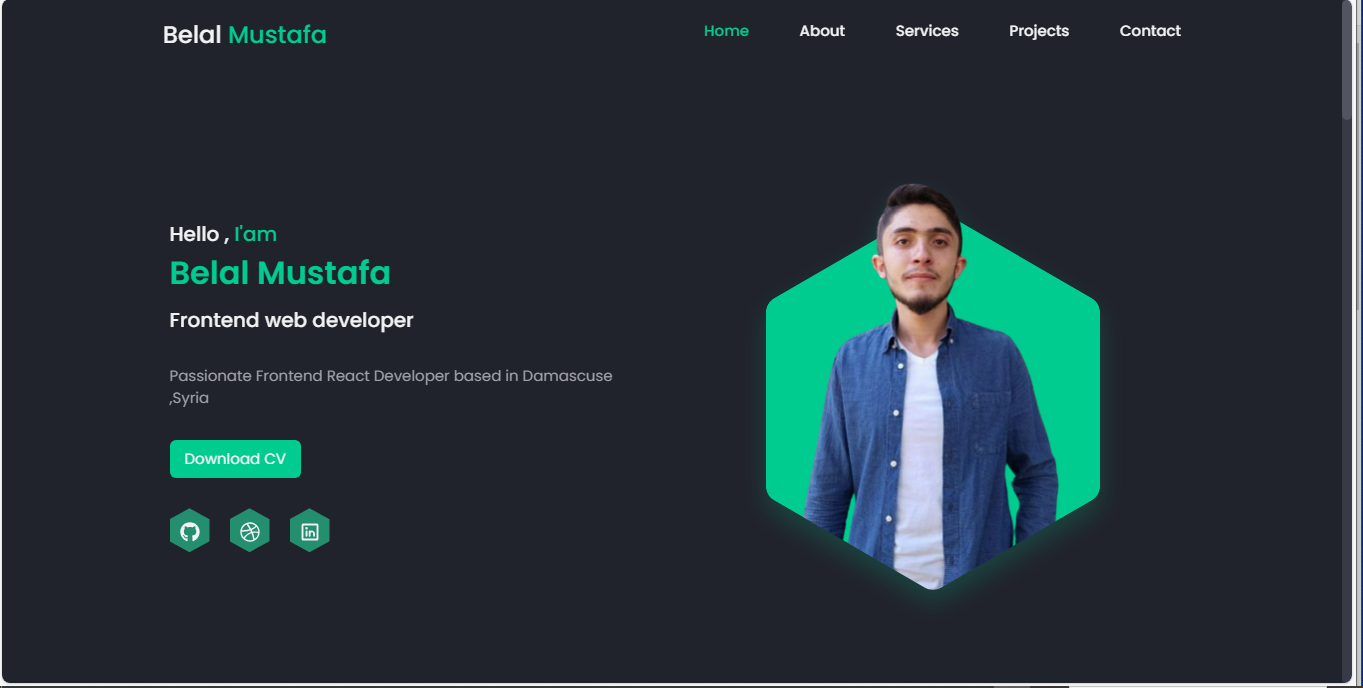 Belal Mustafa
Home About Services Projects Contact
Hello , I'am
Belal Mustafa
Frontend web developer
Passionate Frontend React Developer based in Damascuse
,Syria
Download CV
in